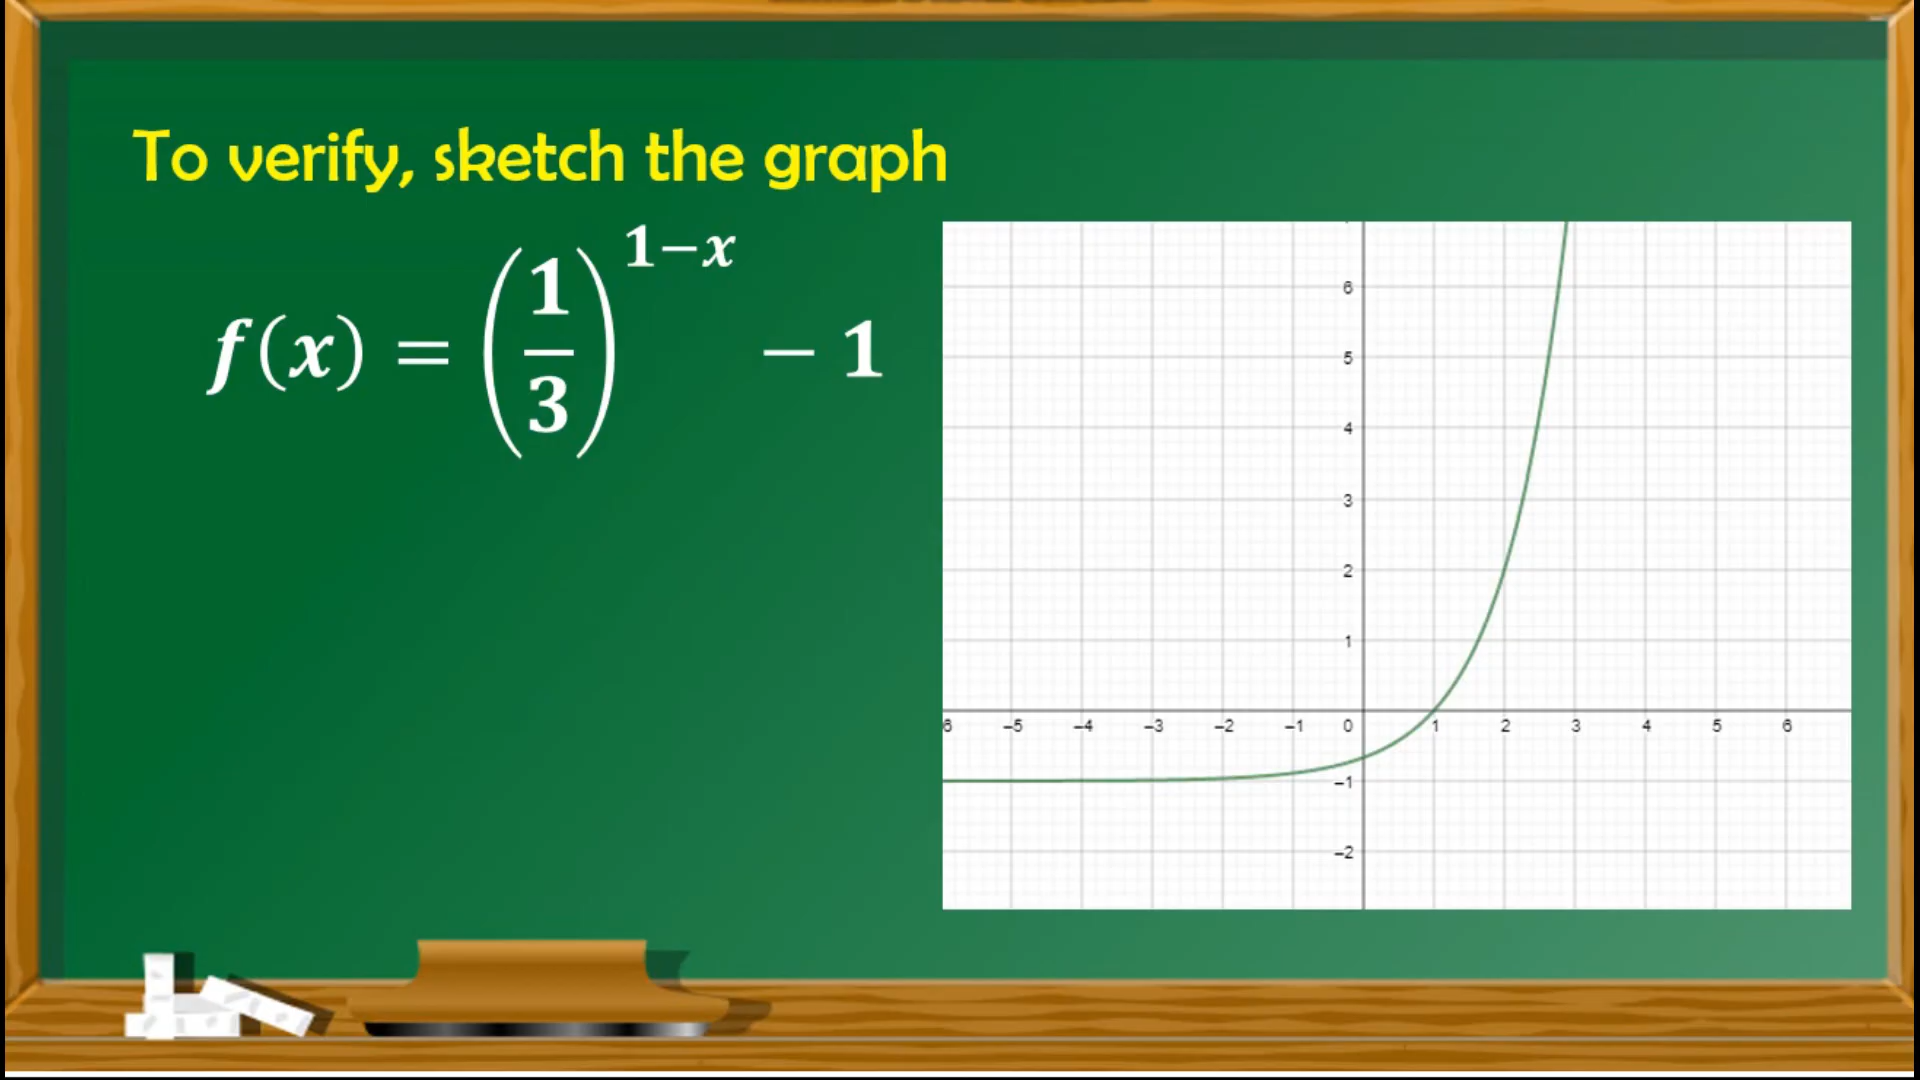 To verify, sketch the graph
f(x) = (1/3)^{1−x} − 1
6
5
4
3
2
1
6 −5 −4 −3 −2 −1 0 1 2 3 4 5 6
−1
−2